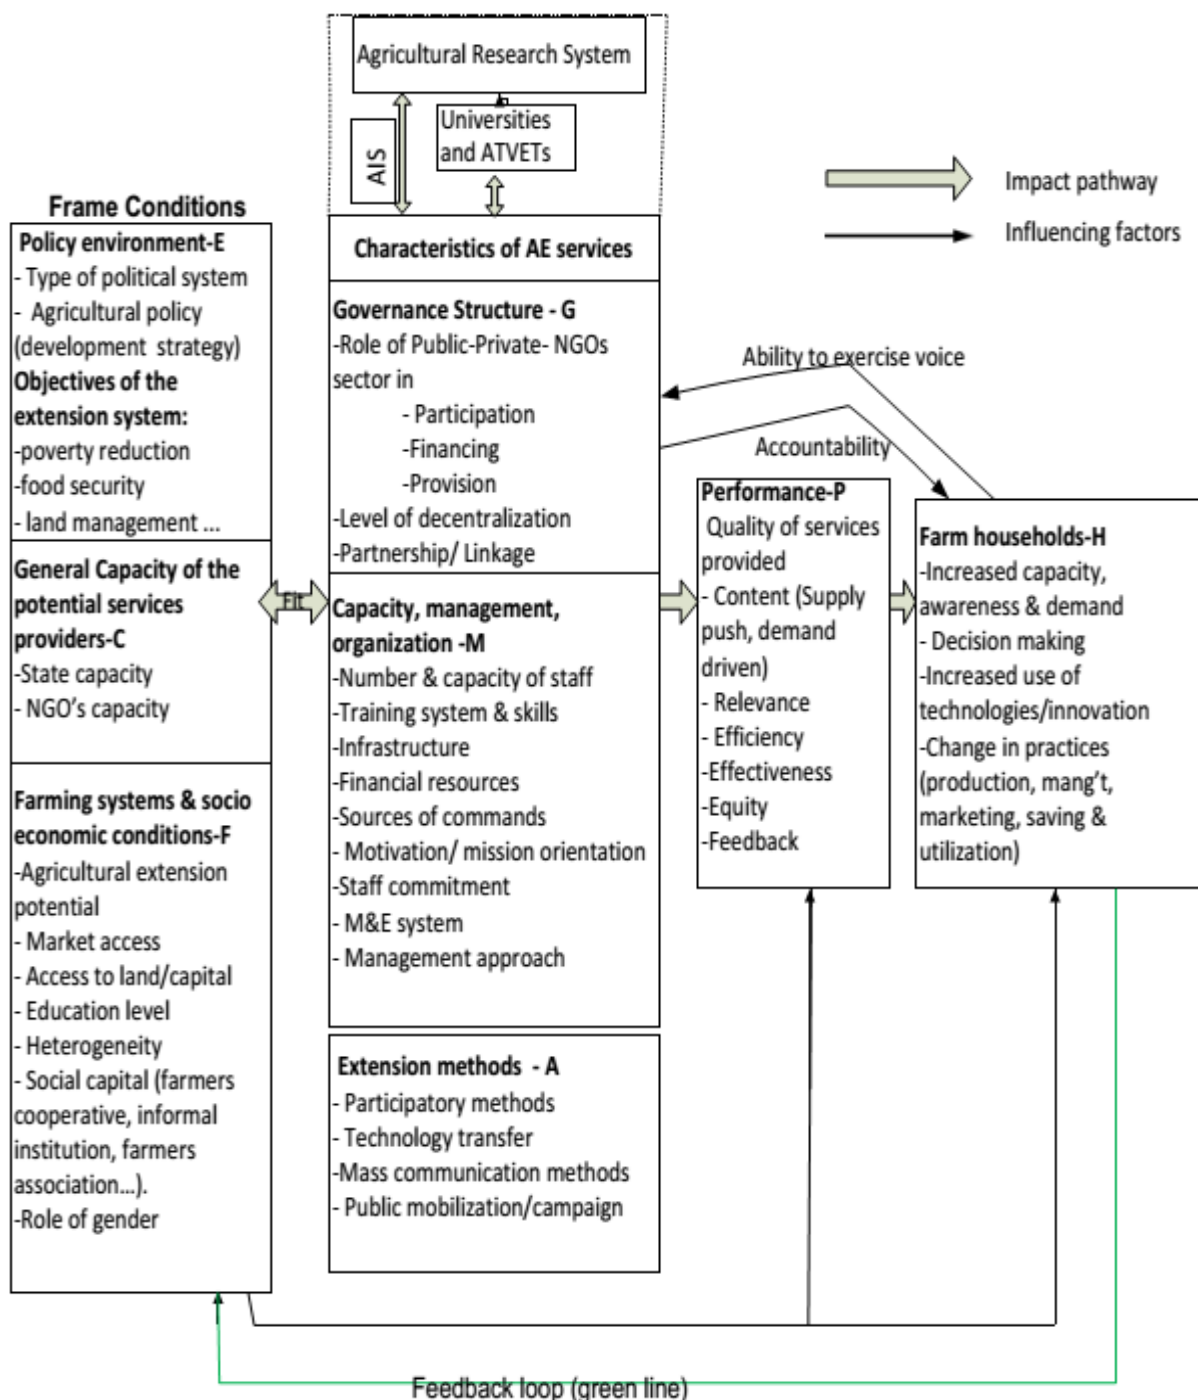 Agricultural Research System
AIS
Universities
and ATVETs
Impact pathway
Influencing factors
Frame Conditions
Policy environment-E
- Type of political system
- Agricultural policy
(development strategy)
Objectives of the
extension system:
-poverty reduction
-food security
- land management ...
General Capacity of the
potential services
providers-C
-State capacity
- NGO's capacity
Farming systems & socio
economic conditions-F
-Agricultural extension
potential
- Market access
- Access to land/capital
- Education level
- Heterogeneity
- Social capital (farmers
cooperative, informal
institution, farmers
association...).
-Role of gender
Fit
Characteristics of AE services
Governance Structure - G
-Role of Public-Private- NGOs
sector in
- Participation
-Financing
-Provision
-Level of decentralization
-Partnership/ Linkage
Capacity, management,
organization -M
-Number & capacity of staff
-Training system & skills
-Infrastructure
-Financial resources
-Sources of commands
- Motivation/ mission orientation
-Staff commitment
- M&E system
- Management approach
Extension methods - A
- Participatory methods
- Technology transfer
-Mass communication methods
- Public mobilization/campaign
Ability to exercise voice
Accountability
Performance-P
Quality of services
provided
- Content (Supply
push, demand
driven)
- Relevance
- Efficiency
-Effectiveness
-Equity
-Feedback
Farm households-H
-Increased capacity,
awareness & demand
- Decision making
-Increased use of
technologies/innovation
-Change in practices
(production, mang't,
marketing, saving &
utilization)
Feedback loop (green line)